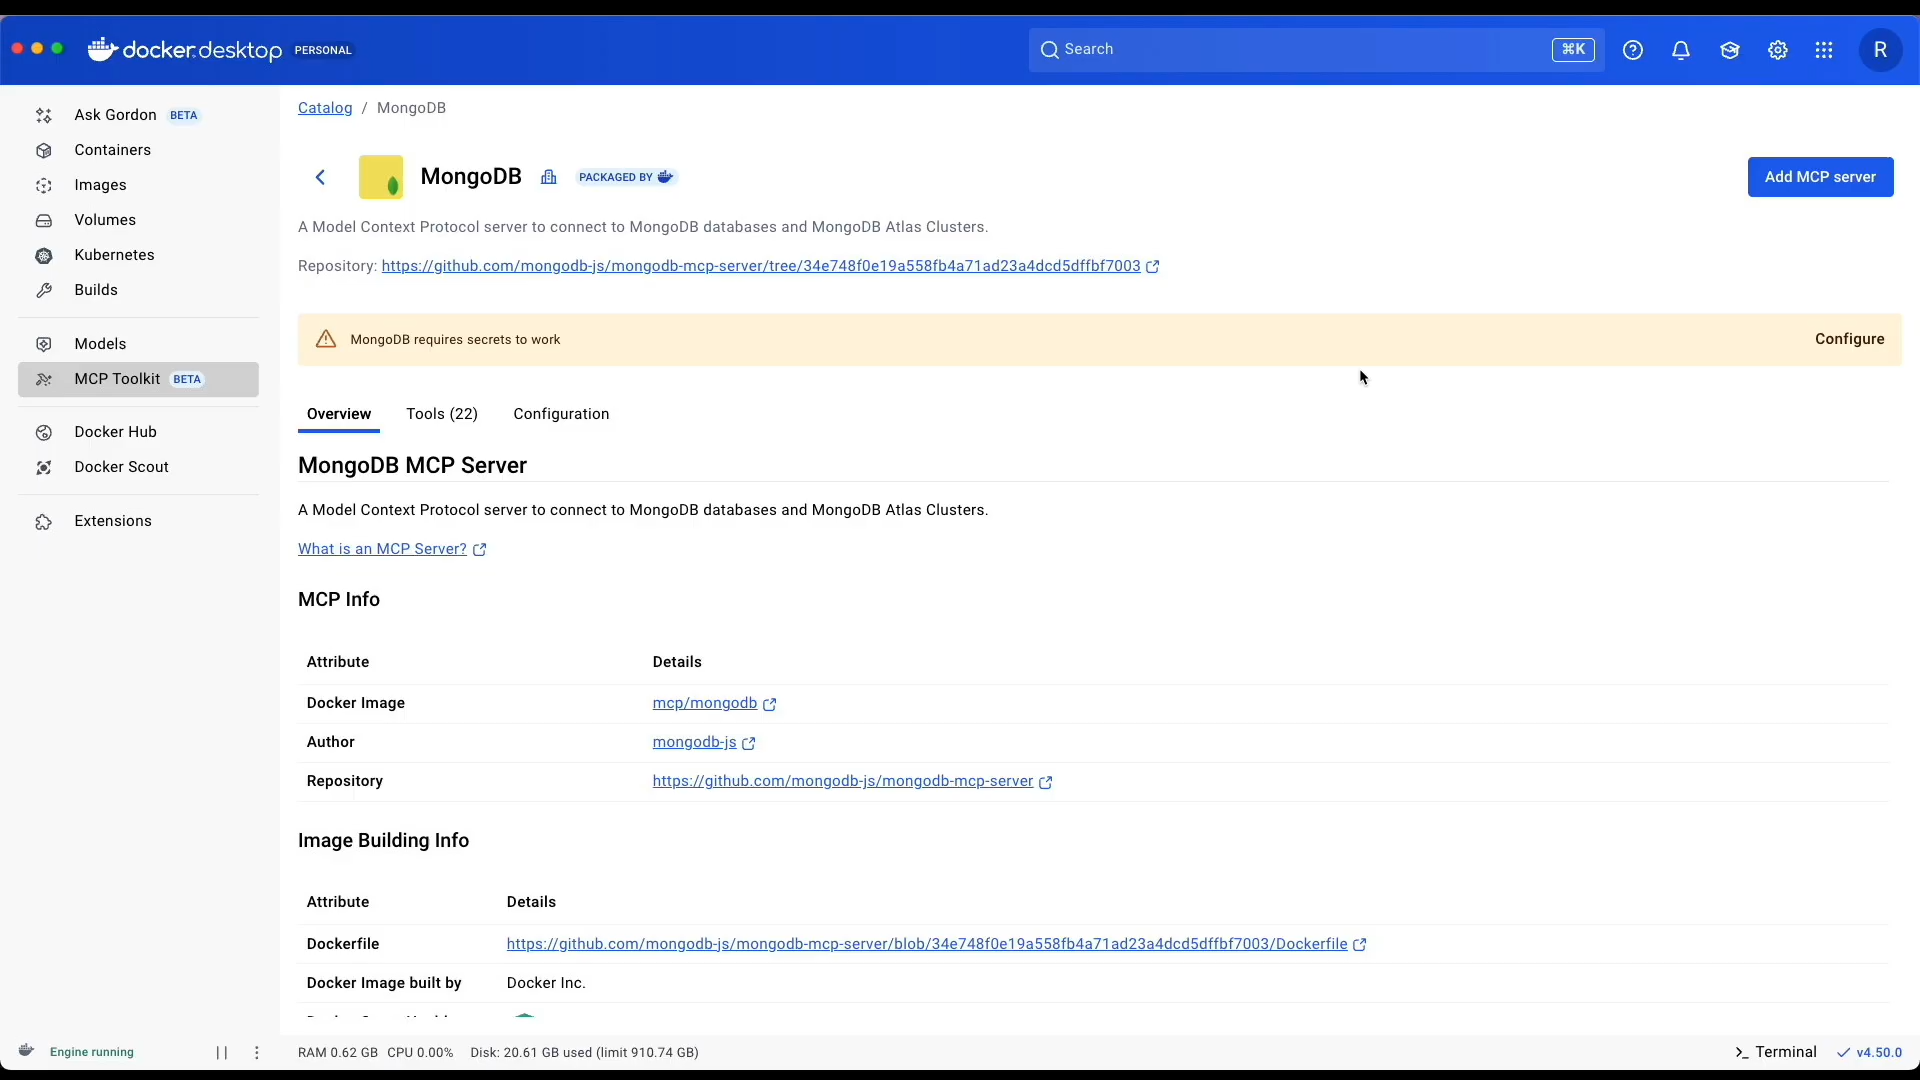 docker desktop PERSONAL
Search ⌘K
R
Ask Gordon BETA
Containers
Images
Volumes
Kubernetes
Builds
Models
MCP Toolkit BETA
Docker Hub
Docker Scout
Extensions
Catalog / MongoDB
MongoDB PACKAGED BY
Add MCP server
A Model Context Protocol server to connect to MongoDB databases and MongoDB Atlas Clusters.
Repository: https://github.com/mongodb-js/mongodb-mcp-server/tree/34e748f0e19a558fb4a71ad23a4dcd5dffbf7003
MongoDB requires secrets to work
Configure
Overview Tools (22) Configuration
MongoDB MCP Server
A Model Context Protocol server to connect to MongoDB databases and MongoDB Atlas Clusters.
What is an MCP Server?
MCP Info
Attribute Details
Docker Image mcp/mongodb
Author mongodb-js
Repository https://github.com/mongodb-js/mongodb-mcp-server
Image Building Info
Attribute Details
Dockerfile https://github.com/mongodb-js/mongodb-mcp-server/blob/34e748f0e19a558fb4a71ad23a4dcd5dffbf7003/Dockerfile
Docker Image built by Docker Inc.
Engine running
RAM 0.62 GB CPU 0.00% Disk: 20.61 GB used (limit 910.74 GB)
Terminal v4.50.0